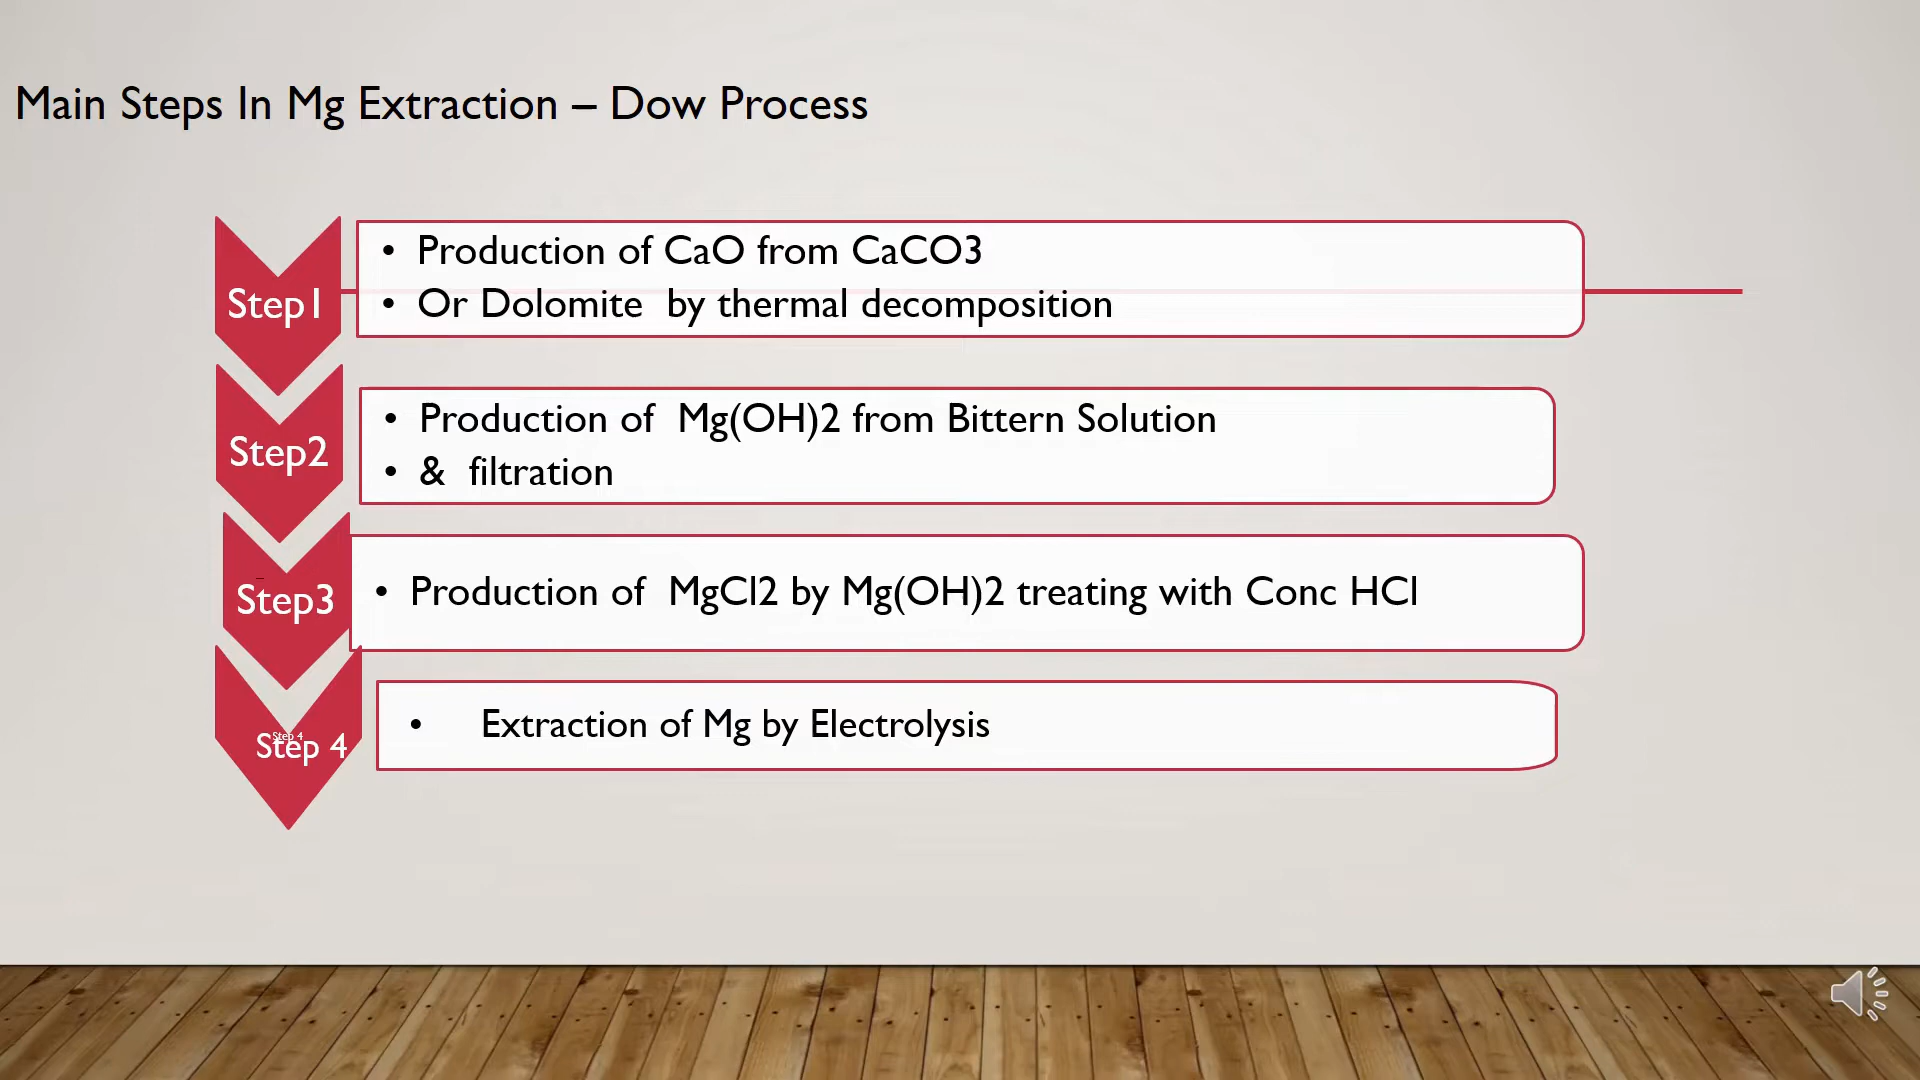 Main Steps In Mg Extraction – Dow Process
Step1
• Production of CaO from CaCO3
• Or Dolomite by thermal decomposition
Step2
• Production of Mg(OH)2 from Bittern Solution
• & filtration
Step3
• Production of MgCl2 by Mg(OH)2 treating with Conc HCl
Step 4
Step 4
• Extraction of Mg by Electrolysis